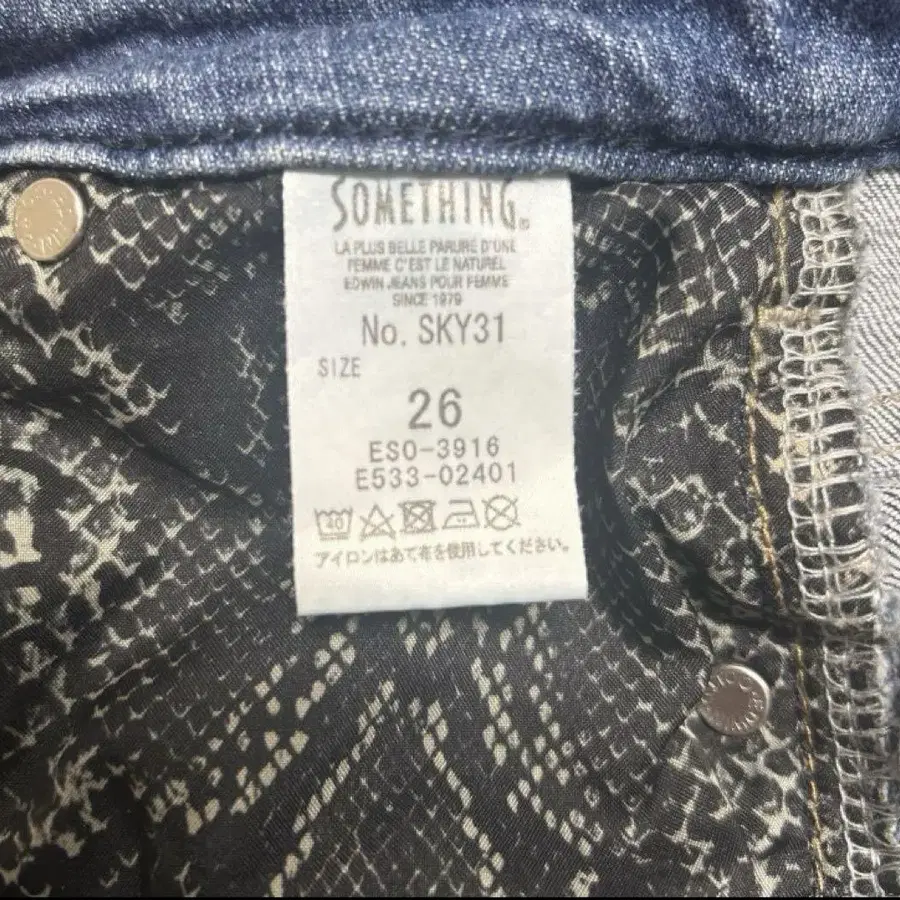 SOMETHING®
LA PLUS BELLE PARURE D'UNE
FEMME C'EST LE NATUREL
EDWIN JEANS POUR FEMME
SINCE 1979
No. SKY31
SIZE
26
ES0-3916
E533-02401
40
アイロンはあて布を使用してください。